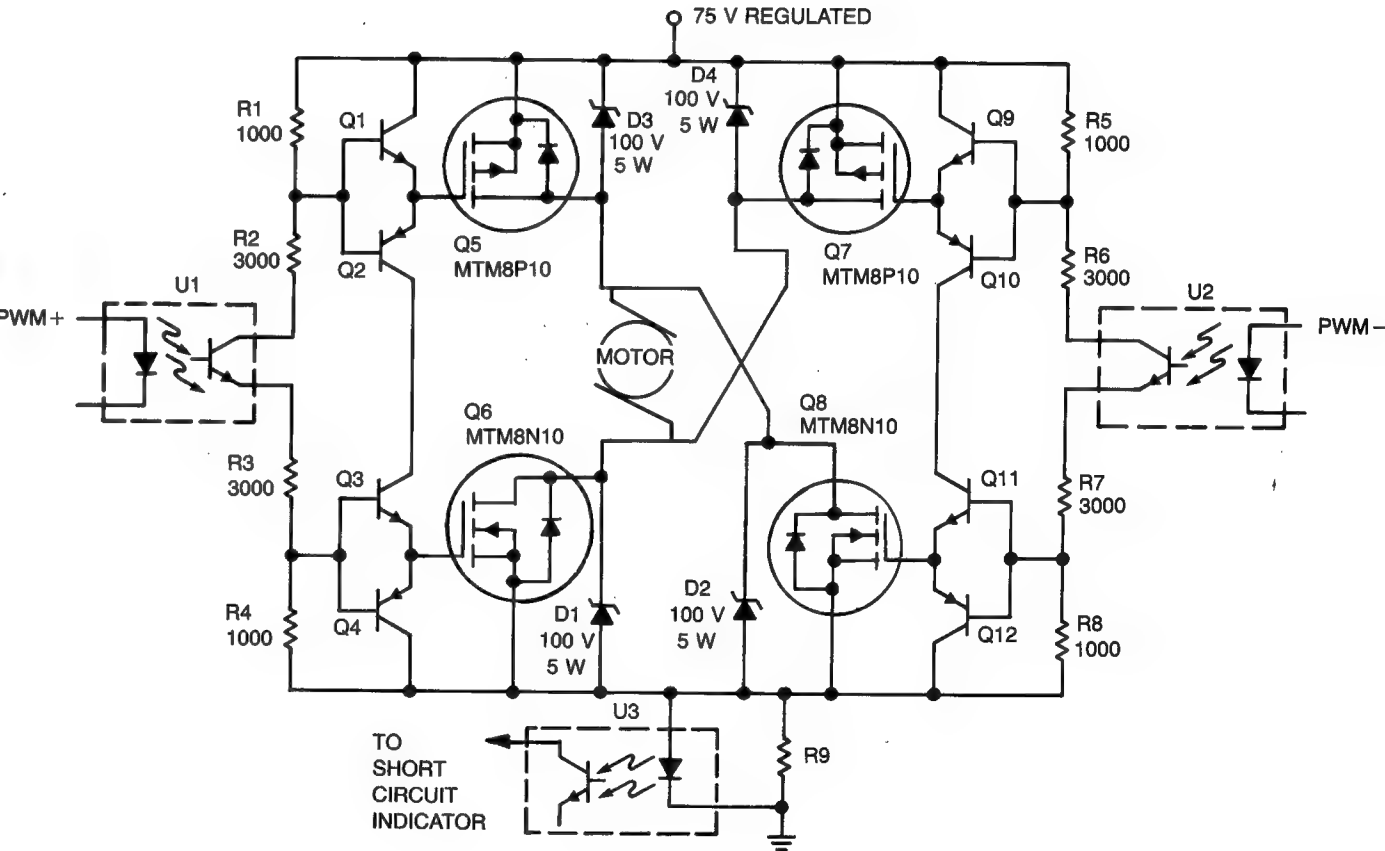 75 V REGULATED
R1
1000
Q1
D3
100 V
5 W
D4
100 V
5 W
Q9
R5
1000
R2
3000
Q2
Q5
MTM8P10
Q7
MTM8P10
Q10
R6
3000
U1
PWM+
MOTOR
U2
PWM–
Q6
MTM8N10
Q8
MTM8N10
R3
3000
Q3
Q11
R7
3000
R4
1000
Q4
D1
100 V
5 W
D2
100 V
5 W
Q12
R8
1000
U3
TO
SHORT
CIRCUIT
INDICATOR
R9